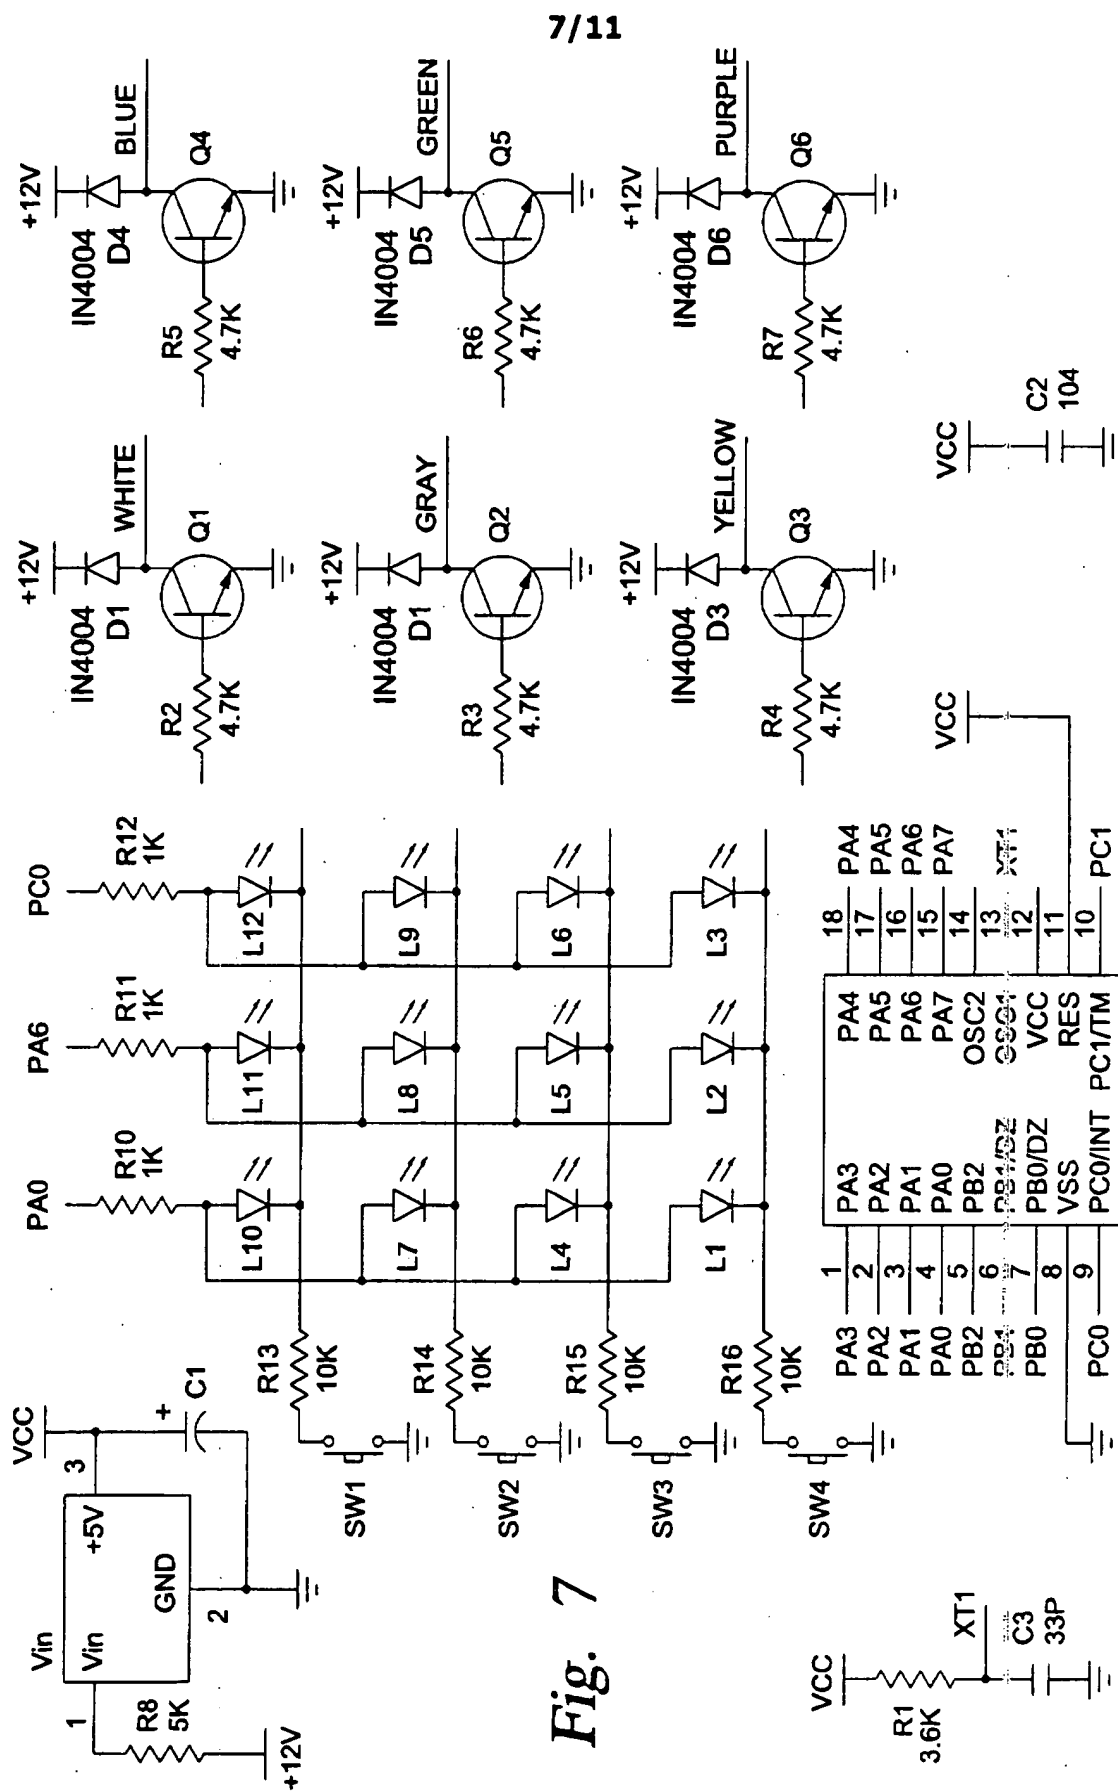 7/11
Vin
Vin
+5V
GND
1
2
3
R8
5K
+12V
VCC
C1
+
PA0
PA6
PC0
R10
1K
R11
1K
R12
1K
L10
L11
L12
L7
L8
L9
L4
L5
L6
L1
L2
L3
R13
10K
R14
10K
R15
10K
R16
10K
SW1
SW2
SW3
SW4
+12V
IN4004
D1
WHITE
Q1
R2
4.7K
+12V
IN4004
D4
BLUE
Q4
R5
4.7K
+12V
IN4004
D1
GRAY
Q2
R3
4.7K
+12V
IN4004
D5
GREEN
Q5
R6
4.7K
+12V
IN4004
D3
YELLOW
Q3
R4
4.7K
+12V
IN4004
D6
PURPLE
Q6
R7
4.7K
Fig. 7
VCC
R1
3.6K
XT1
C3
33P
PA3 1 PA3 PA4 18 PA4
PA2 2 PA2 PA5 17 PA5
PA1 3 PA1 PA6 16 PA6
PA0 4 PA0 PA7 15 PA7
PB2 5 PB2 OSC2 14
PB1 6 PB1/DZ OSC1 13 XT1
PB0 7 PB0/DZ VCC 12
8 VSS RES 11
PC0 9 PC0/INT PC1/TM 10 PC1
VCC
VCC
C2
104